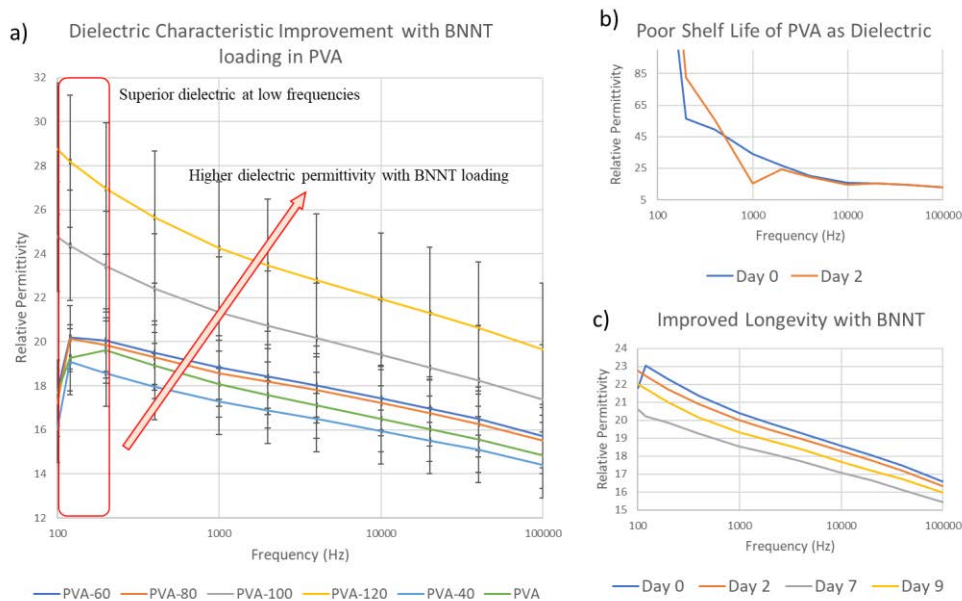 a)
Dielectric Characteristic Improvement with BNNT
loading in PVA
32
30
28
26
24
22
20
18
16
14
12
Relative Permittivity
Superior dielectric at low frequencies
Higher dielectric permittivity with BNNT loading
100
1000
10000
100000
Frequency (Hz)
PVA-60 PVA-80 PVA-100 PVA-120 PVA-40 PVA
b)
Poor Shelf Life of PVA as Dielectric
85
65
45
25
5
Relative Permittivity
100
1000
10000
100000
Frequency (Hz)
Day 0 Day 2
c)
Improved Longevity with BNNT
23
22
21
20
19
18
17
16
15
Relative Permittivity
100
1000
10000
100000
Frequency (Hz)
Day 0 Day 2 Day 7 Day 9